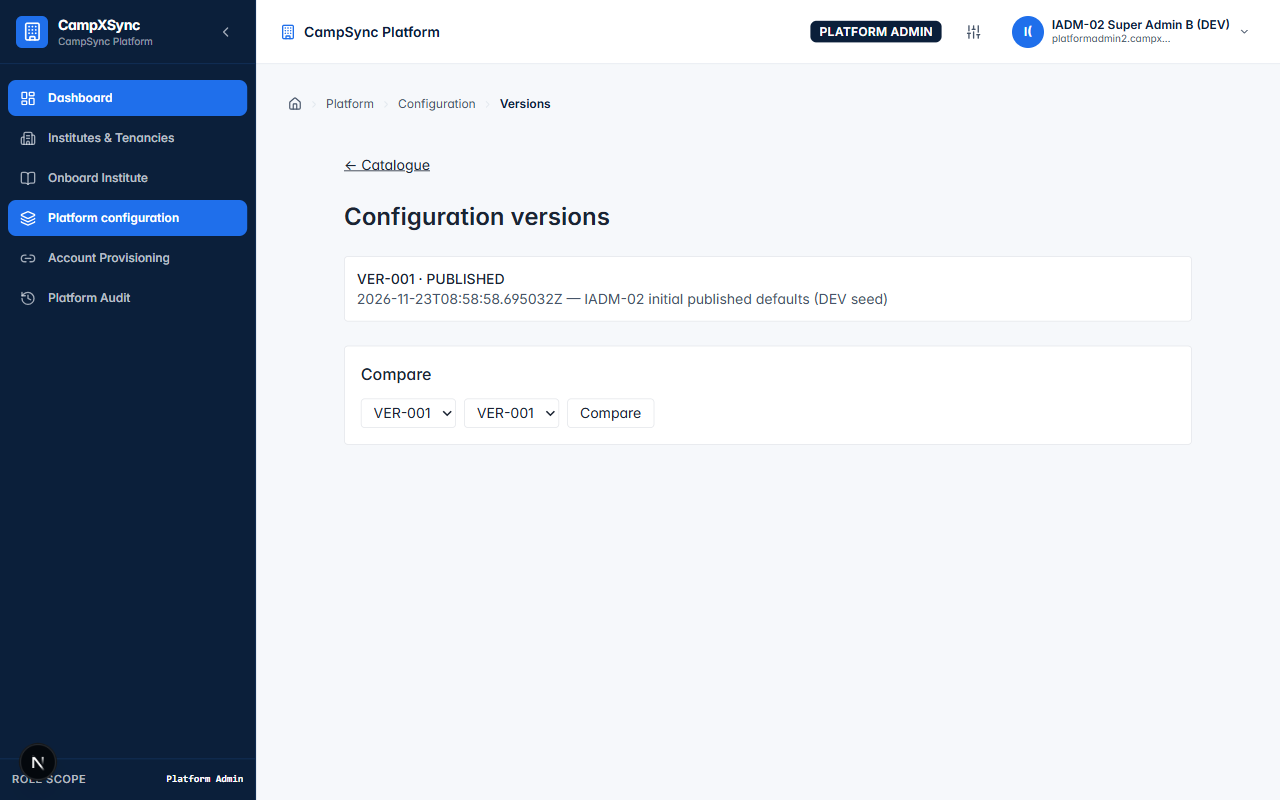 CampXSync
CampSync Platform
Dashboard
Institutes & Tenancies
Onboard Institute
Platform configuration
Account Provisioning
Platform Audit
N
ROLE SCOPE
Platform Admin
CampSync Platform
PLATFORM ADMIN
I(
IADM-02 Super Admin B (DEV)
platformadmin2.campx...
Platform
Configuration
Versions
← Catalogue
Configuration versions
VER-001 · PUBLISHED
2026-11-23T08:58:58.695032Z — IADM-02 initial published defaults (DEV seed)
Compare
VER-001 VER-001 Compare